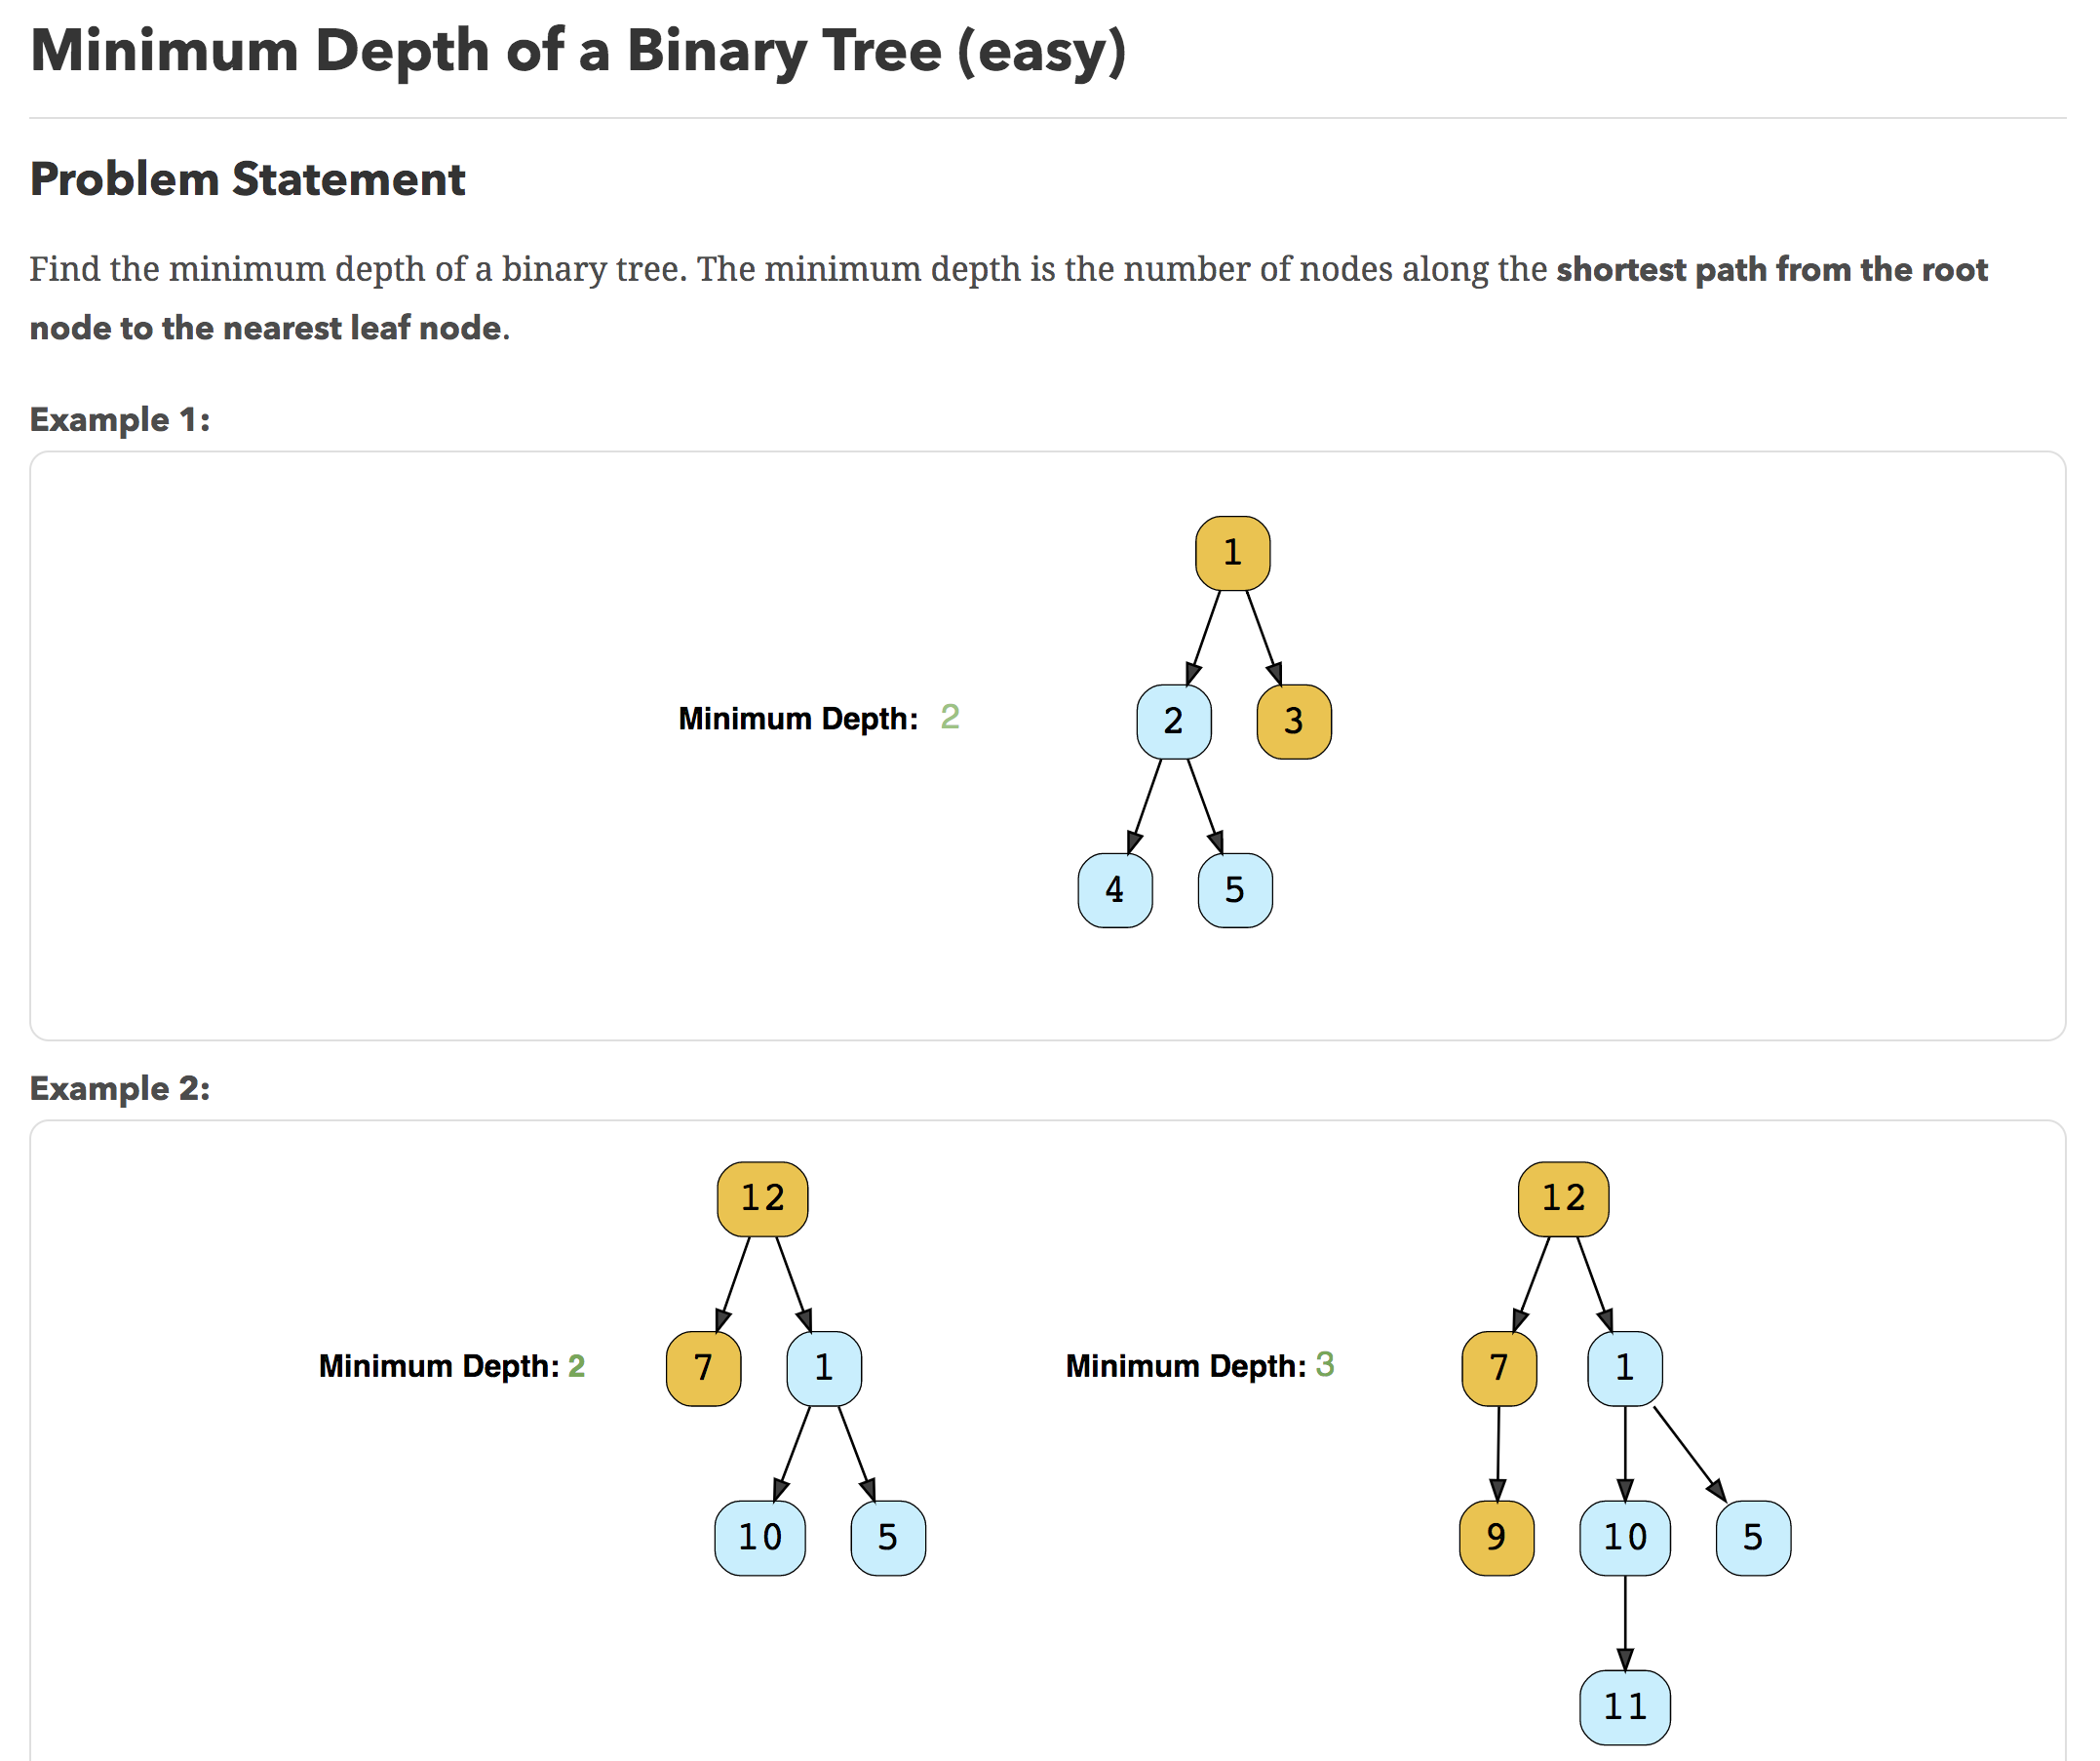 Minimum Depth of a Binary Tree (easy)
Problem Statement
Find the minimum depth of a binary tree. The minimum depth is the number of nodes along the shortest path from the root
node to the nearest leaf node.
Example 1:
1
Minimum Depth: 2
2 3
4 5
Example 2:
12
Minimum Depth: 2
7 1
10 5
12
Minimum Depth: 3
7 1
9 10 5
11